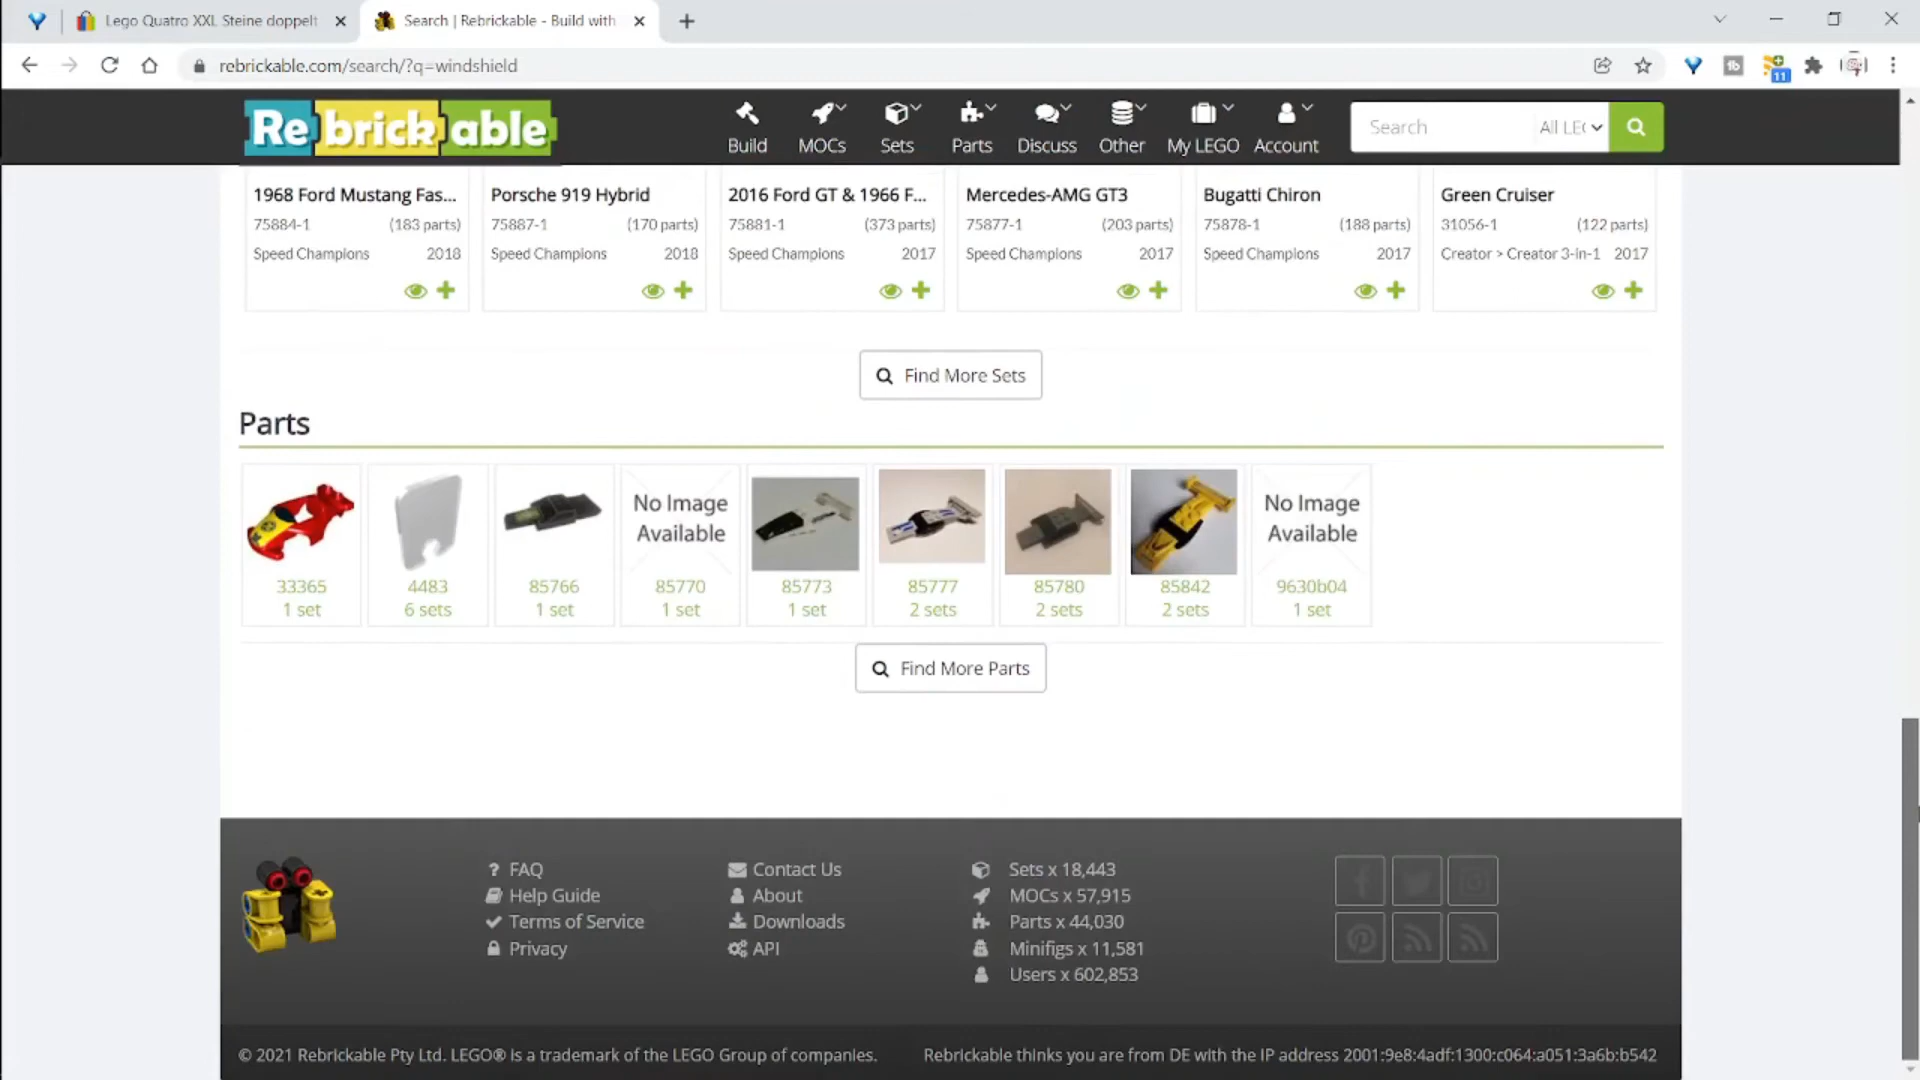 Lego Quatro XXL Steine doppelt
Search | Rebrickable - Build with
rebrickable.com/search/?q=windshield
11
Rebrickable
Build
MOCs
Sets
Parts
Discuss
Other
My LEGO
Account
Search
All LE
1968 Ford Mustang Fas...
75884-1 (183 parts)
Speed Champions 2018
Porsche 919 Hybrid
75887-1 (170 parts)
Speed Champions 2018
2016 Ford GT & 1966 F...
75881-1 (373 parts)
Speed Champions 2017
Mercedes-AMG GT3
75877-1 (203 parts)
Speed Champions 2017
Bugatti Chiron
75878-1 (188 parts)
Speed Champions 2017
Green Cruiser
31056-1 (122 parts)
Creator > Creator 3-in-1 2017
Find More Sets
Parts
33365
1 set
4483
6 sets
85766
1 set
No Image
Available
85770
1 set
85773
1 set
85777
2 sets
85780
2 sets
85842
2 sets
No Image
Available
9630b04
1 set
Find More Parts
FAQ
Help Guide
Terms of Service
Privacy
Contact Us
About
Downloads
API
Sets x 18,443
MOCs x 57,915
Parts x 44,030
Minifigs x 11,581
Users x 602,853
© 2021 Rebrickable Pty Ltd. LEGO® is a trademark of the LEGO Group of companies.
Rebrickable thinks you are from DE with the IP address 2001:9e8:4adf:1300:c064:a051:3a6b:b542